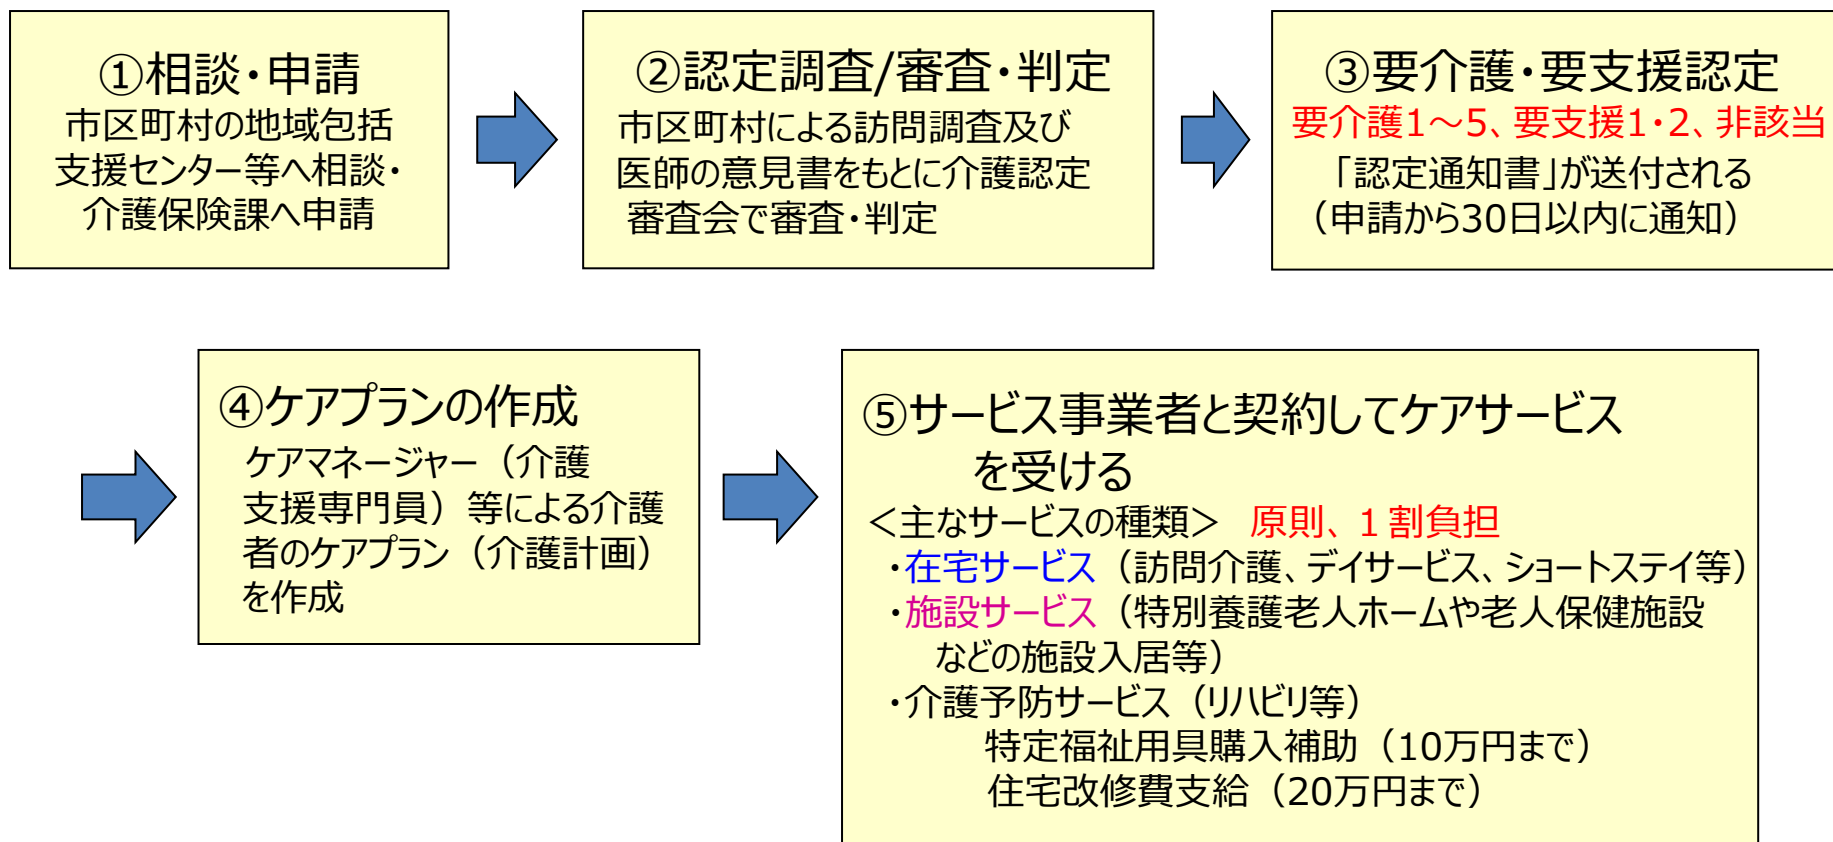 ①相談・申請
市区町村の地域包括
支援センター等へ相談・
介護保険課へ申請
②認定調査/審査・判定
市区町村による訪問調査及び
医師の意見書をもとに介護認定
審査会で審査・判定
③要介護・要支援認定
要介護1～5、要支援1・2、非該当
「認定通知書」が送付される
（申請から30日以内に通知）
④ケアプランの作成
ケアマネージャー（介護
支援専門員）等による介護
者のケアプラン（介護計画）
を作成
⑤サービス事業者と契約してケアサービス
を受ける
＜主なサービスの種類＞　原則、１割負担
・在宅サービス（訪問介護、デイサービス、ショートステイ等）
・施設サービス（特別養護老人ホームや老人保健施設
などの施設入居等）
・介護予防サービス（リハビリ等）
特定福祉用具購入補助（10万円まで）
住宅改修費支給（20万円まで）